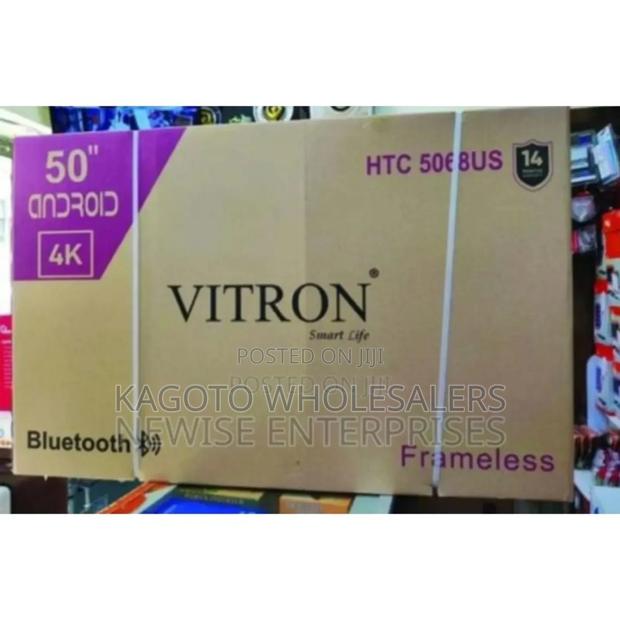 50"
ANDROID
4K
HTC 5068US
14
VITRON®
Smart Life
POSTED ON JIJI
POSTED ON JIJI
KAGOTO WHOLESALERS
NEWISE ENTERPRISES
Bluetooth
Frameless